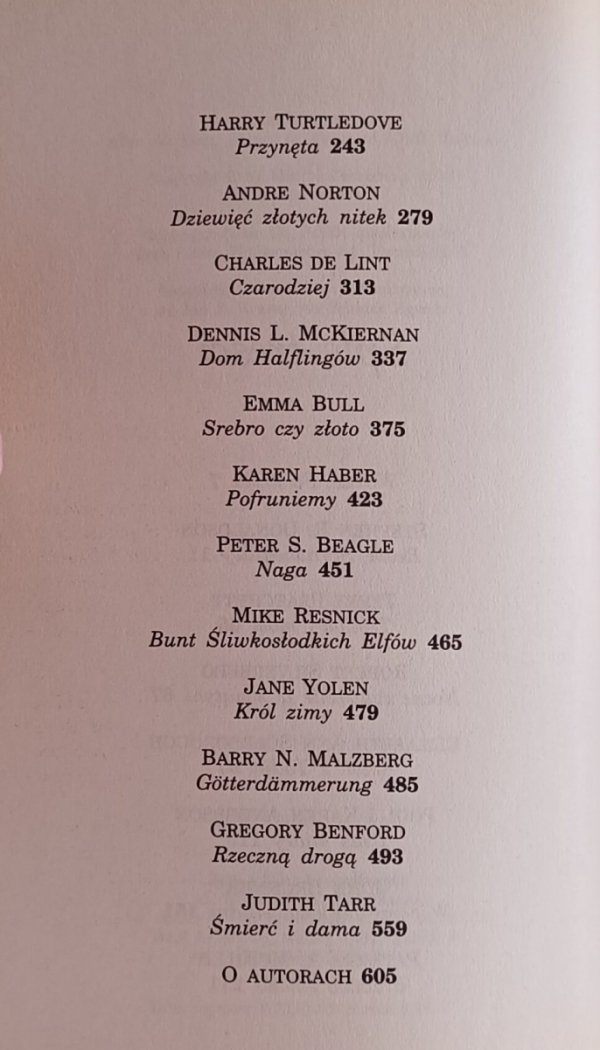 HARRY TURTLEDOVE
Przynęta 243
ANDRE NORTON
Dziewięć złotych nitek 279
CHARLES DE LINT
Czarodziej 313
DENNIS L. MCKIERNAN
Dom Halflingów 337
EMMA BULL
Srebro czy złoto 375
KAREN HABER
Pofruniemy 423
PETER S. BEAGLE
Naga 451
MIKE RESNICK
Bunt Śliwkosłodkich Elfów 465
JANE YOLEN
Król zimy 479
BARRY N. MALZBERG
Götterdämmerung 485
GREGORY BENFORD
Rzeczną drogą 493
JUDITH TARR
Śmierć i dama 559
O AUTORACH 605